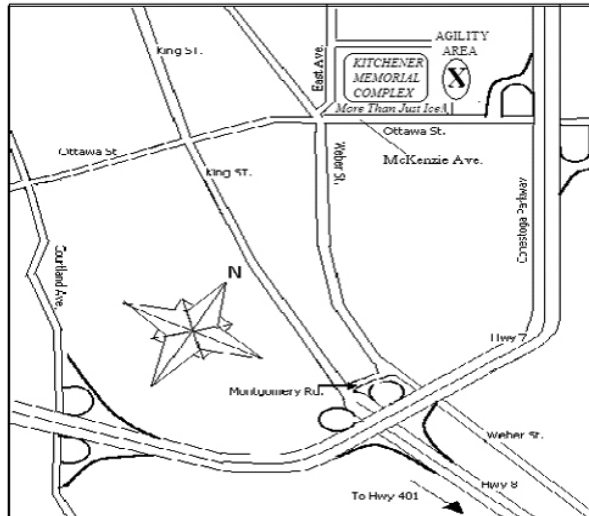 King St.
East Ave.
AGILITY
AREA
KITCHENER
MEMORIAL
COMPLEX
X
More Than Just Ice
Ottawa St.
Ottawa St
McKenzie Ave.
King ST.
Weber St.
Conestoga Parkway
Courtland Ave.
N
Hwy 7
Montgomery Rd.
Weber St.
Hwy 8
To Hwy 401